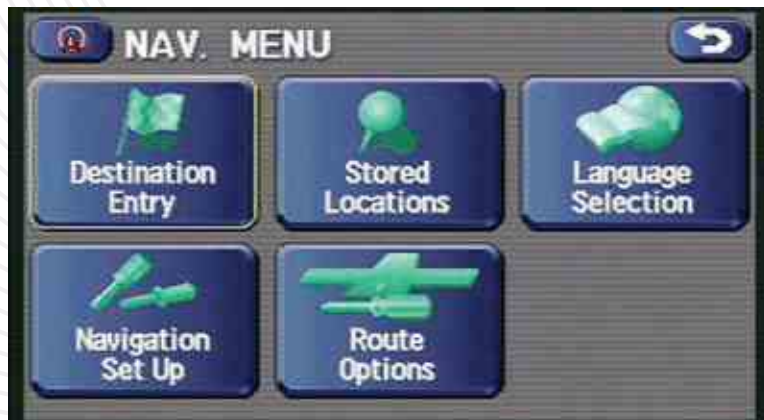 NAV. MENU
Destination
Entry
Stored
Locations
Language
Selection
Navigation
Set Up
Route
Options